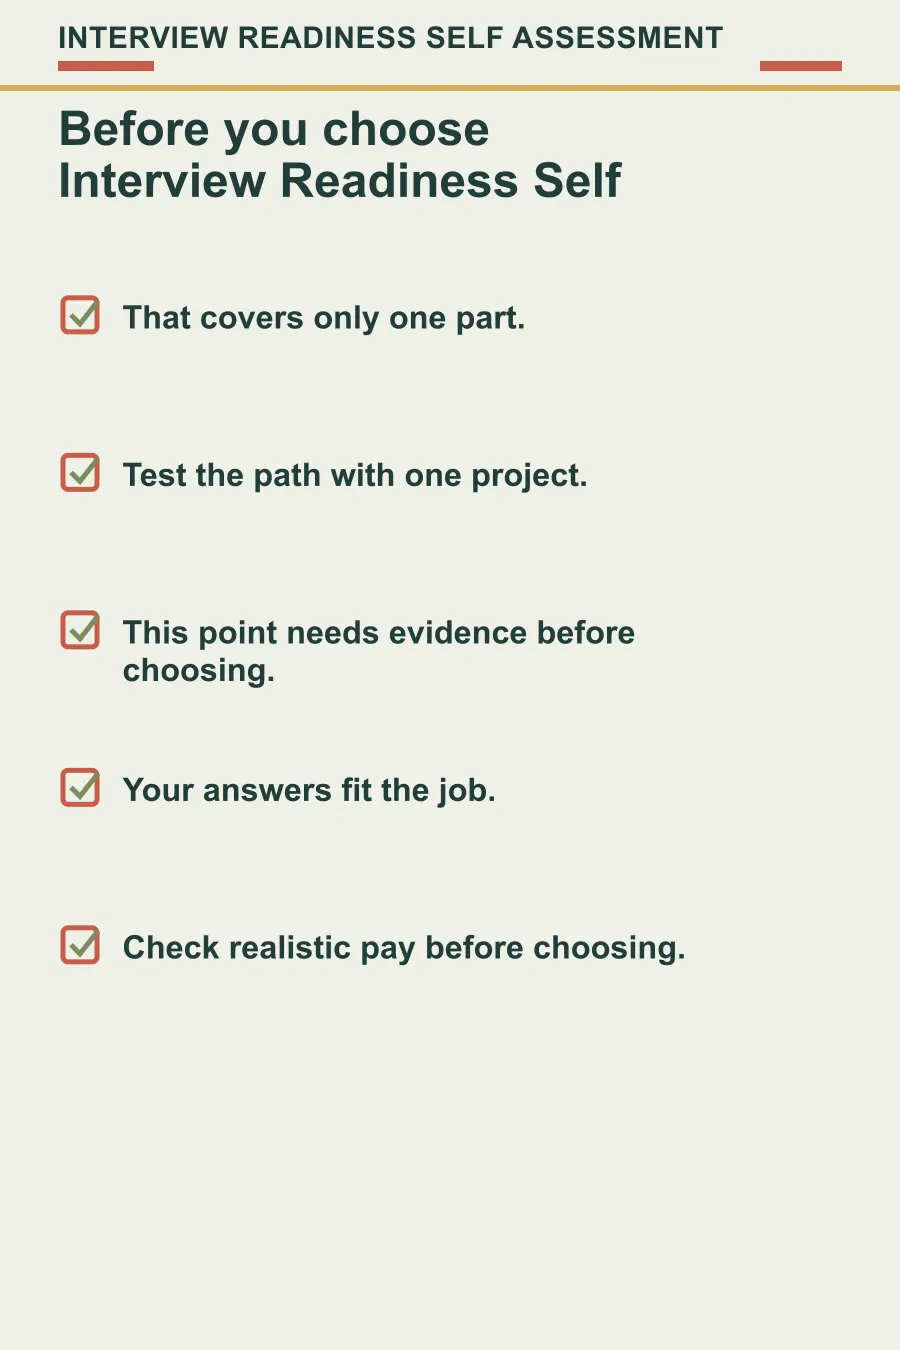 INTERVIEW READINESS SELF ASSESSMENT
Before you choose
Interview Readiness Self
That covers only one part.
Test the path with one project.
This point needs evidence before
choosing.
Your answers fit the job.
Check realistic pay before choosing.